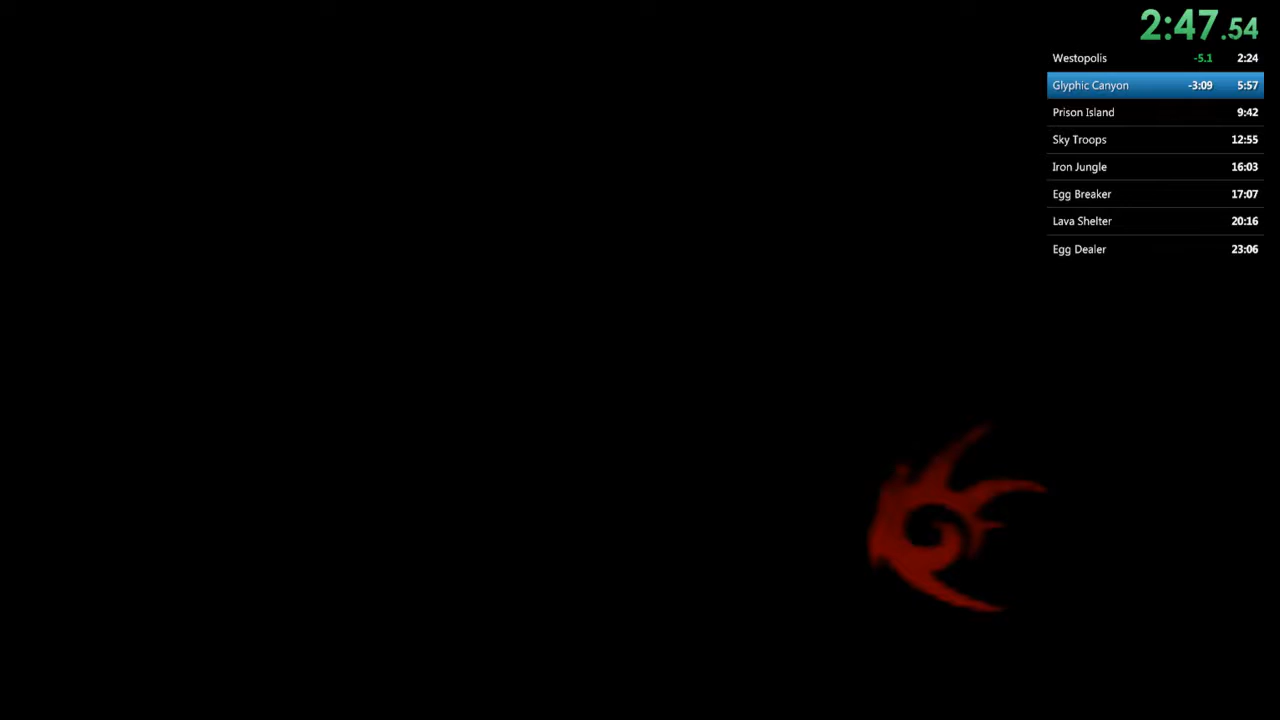 2:47.54
Westopolis -5.1 2:24
Glyphic Canyon -3:09 5:57
Prison Island 9:42
Sky Troops 12:55
Iron Jungle 16:03
Egg Breaker 17:07
Lava Shelter 20:16
Egg Dealer 23:06